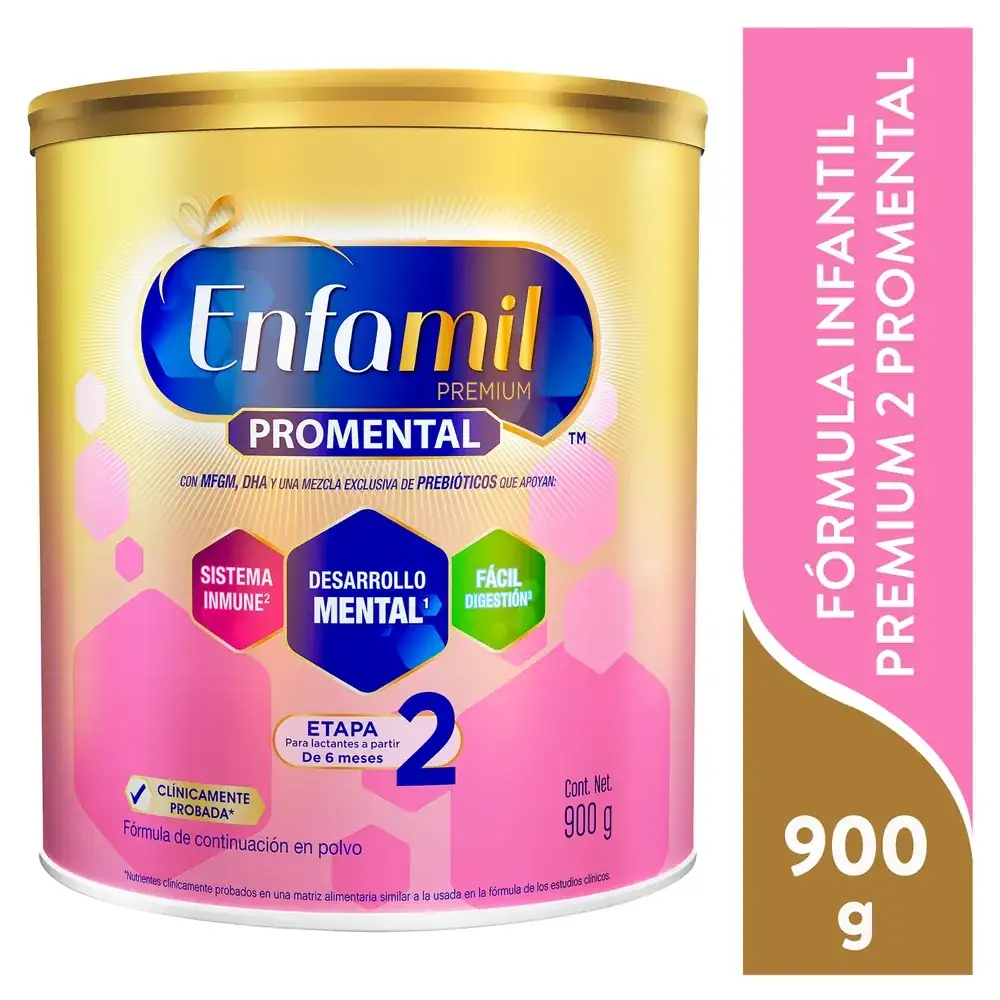 Enfamil
PREMIUM
PROMENTAL
TM
CON MFGM, DHA Y UNA MEZCLA EXCLUSIVA DE PREBIÓTICOS QUE APOYAN:
SISTEMA
INMUNE²
DESARROLLO
MENTAL¹
FÁCIL
DIGESTIÓN³
ETAPA
Para lactantes a partir
De 6 meses
2
✓ CLÍNICAMENTE
PROBADA*
Fórmula de continuación en polvo
Cont. Net.
900 g
*Nutrientes clínicamente probados en una matriz alimentaria similar a la usada en la fórmula de los estudios clínicos.
FÓRMULA INFANTIL
PREMIUM 2 PROMENTAL
900
g